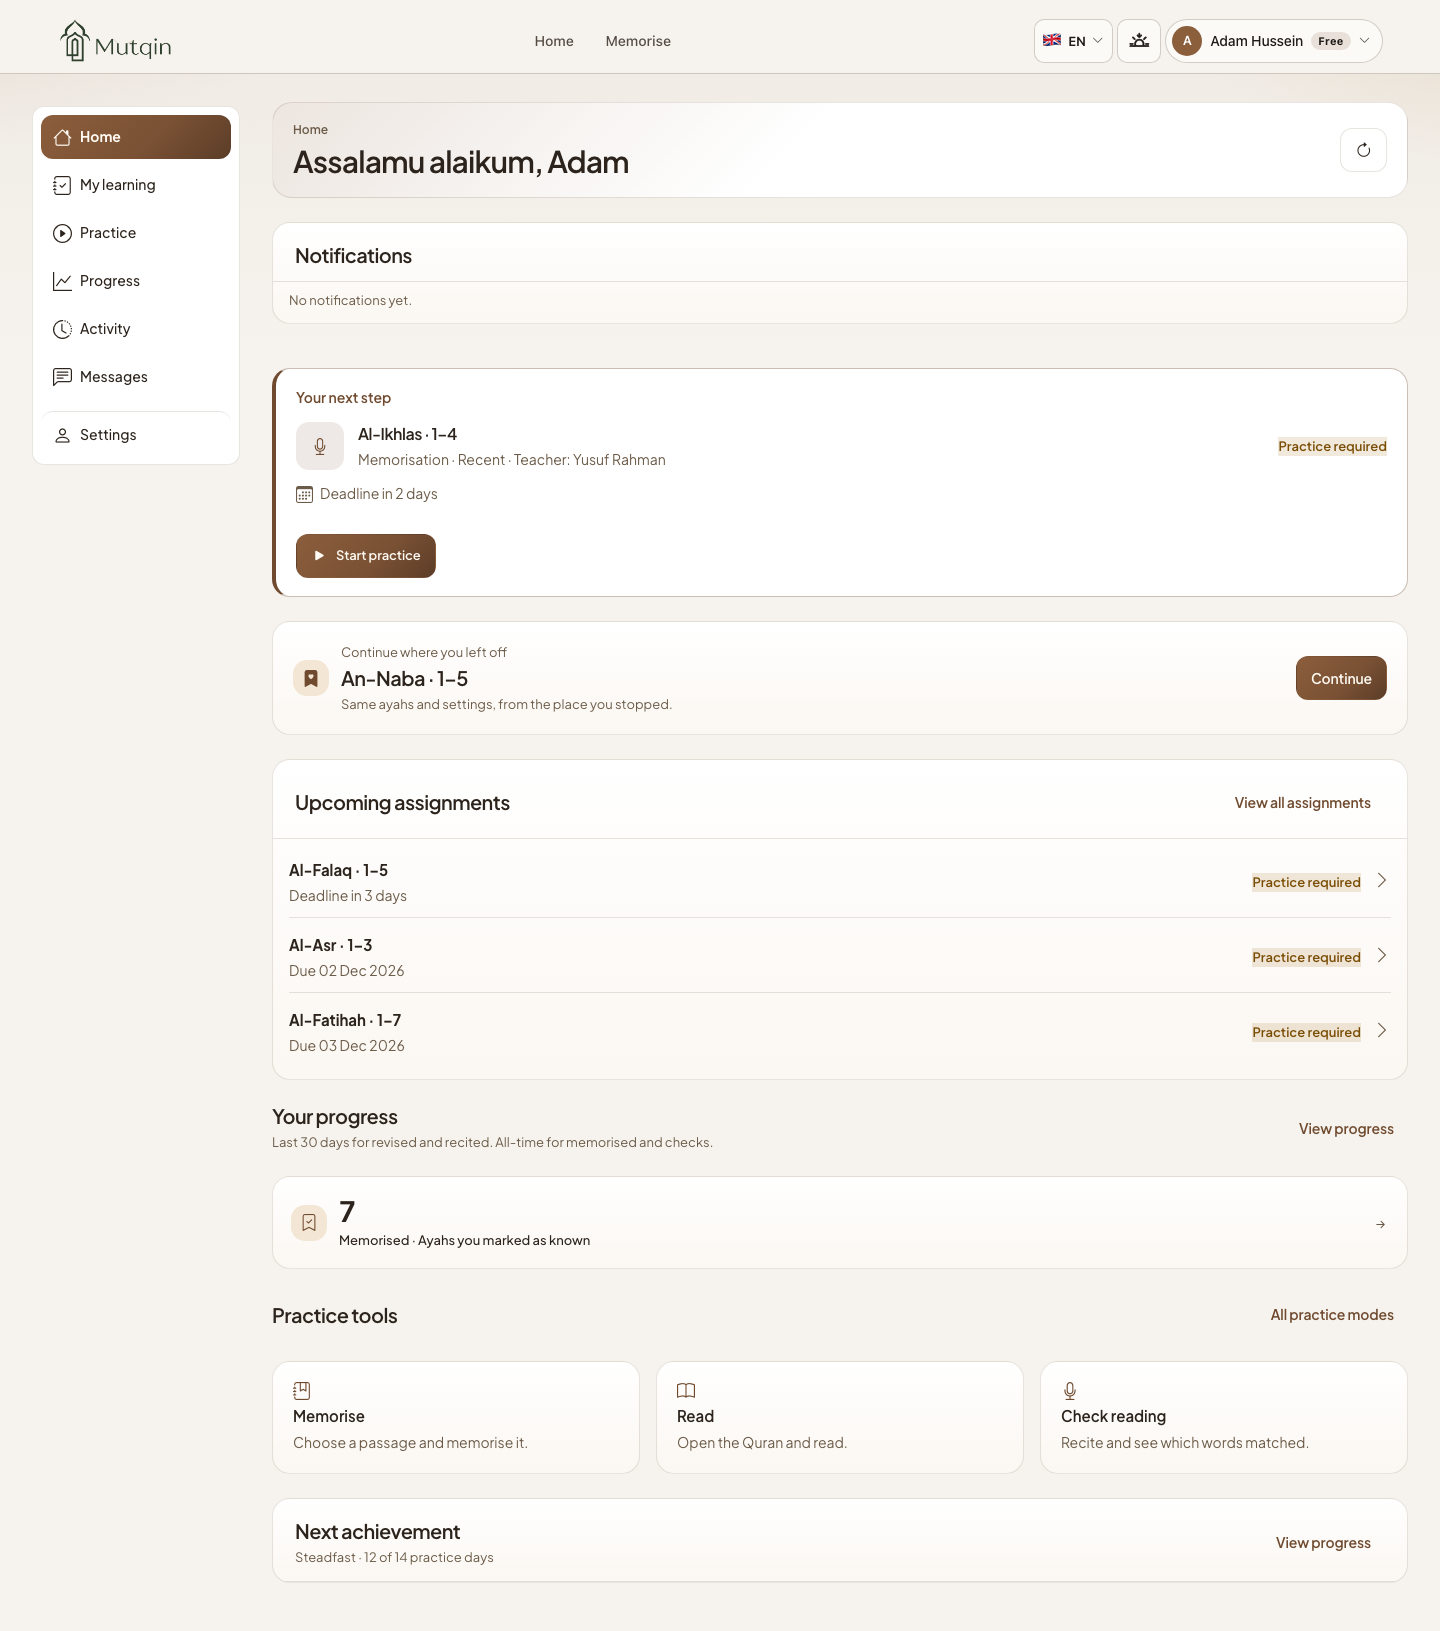 Mutqin
Home
Memorise
EN
A
Adam Hussein
Free
Home
My learning
Practice
Progress
Activity
Messages
Settings
Home
Assalamu alaikum, Adam
Notifications
No notifications yet.
Your next step
Al-Ikhlas · 1–4
Memorisation · Recent · Teacher: Yusuf Rahman
Practice required
Deadline in 2 days
Start practice
Continue where you left off
An-Naba · 1–5
Same ayahs and settings, from the place you stopped.
Continue
Upcoming assignments
View all assignments
Al-Falaq · 1–5
Deadline in 3 days
Practice required
Al-Asr · 1–3
Due 02 Dec 2026
Practice required
Al-Fatihah · 1–7
Due 03 Dec 2026
Practice required
Your progress
Last 30 days for revised and recited. All-time for memorised and checks.
View progress
7
Memorised · Ayahs you marked as known
Practice tools
All practice modes
Memorise
Choose a passage and memorise it.
Read
Open the Quran and read.
Check reading
Recite and see which words matched.
Next achievement
Steadfast · 12 of 14 practice days
View progress